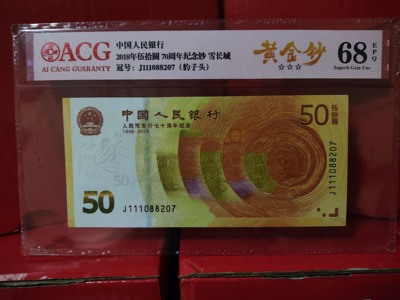 ACG
AI CANG GUARANTY
中国人民银行
2018年伍拾圆 70周年纪念钞 雪长城
冠号: J111088207 (豹子头)
黄金钞
68
EPQ
Superb Gem Unc
中国人民银行
人民币发行七十周年纪念
1948-2018
50 伍拾圆
J111088207
50
J111088207